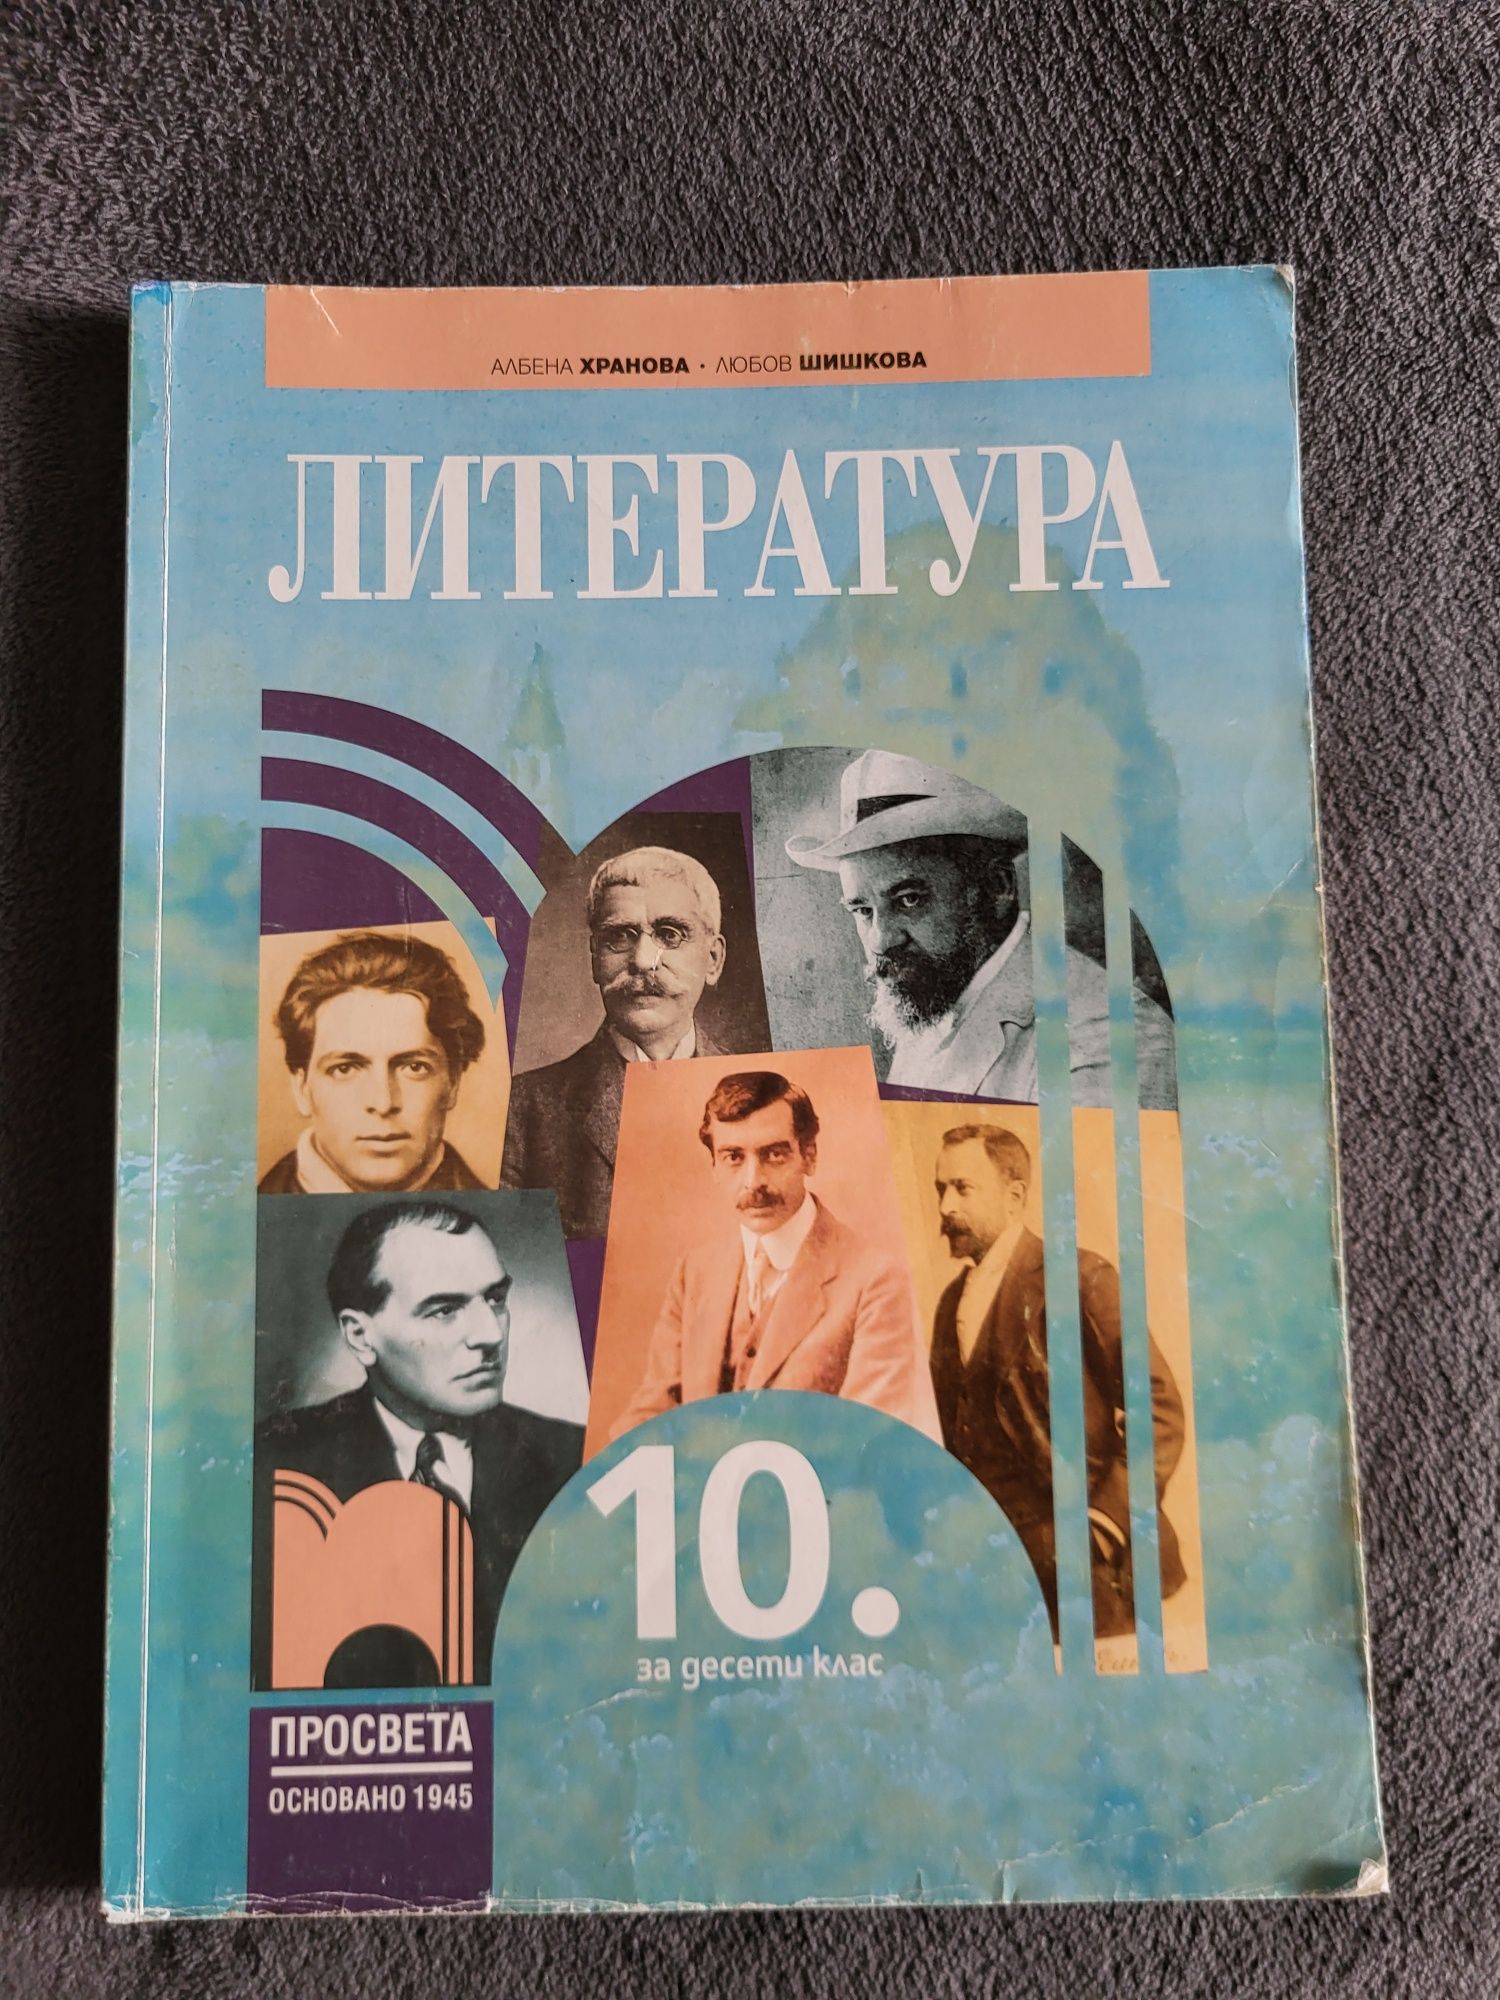 АЛБЕНА ХРАНОВА • ЛЮБОВ ШИШКОВА
ЛИТЕРАТУРА
10.
за десети клас
ПРОСВЕТА
ОСНОВАНО 1945